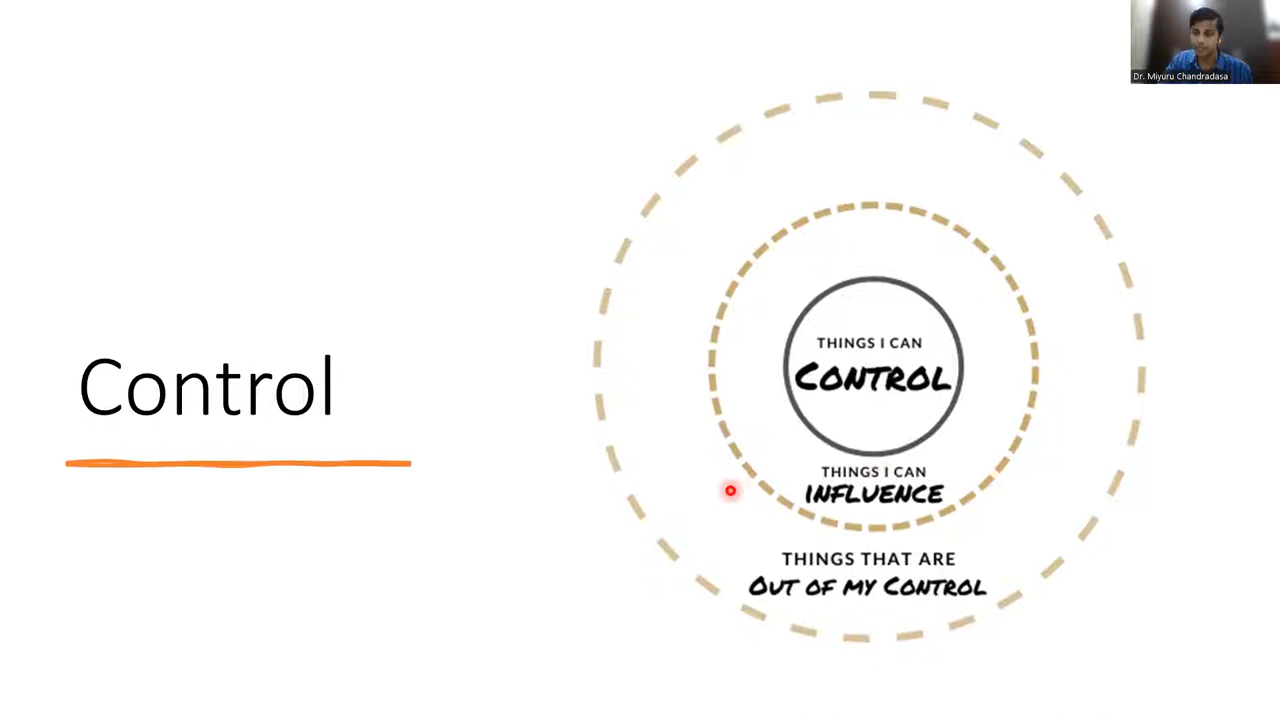 Dr. Miyuru Chandradasa
Control
THINGS I CAN
CONTROL
THINGS I CAN
INFLUENCE
THINGS THAT ARE
OUT OF MY CONTROL